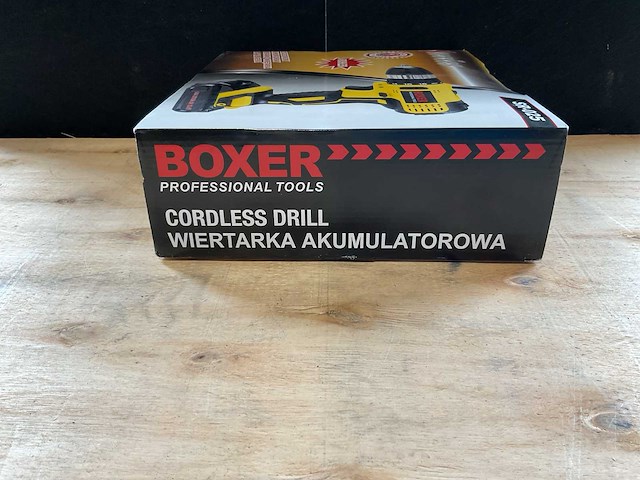 BOXER
PROFESSIONAL TOOLS
CORDLESS DRILL
WIERTARKA AKUMULATOROWA